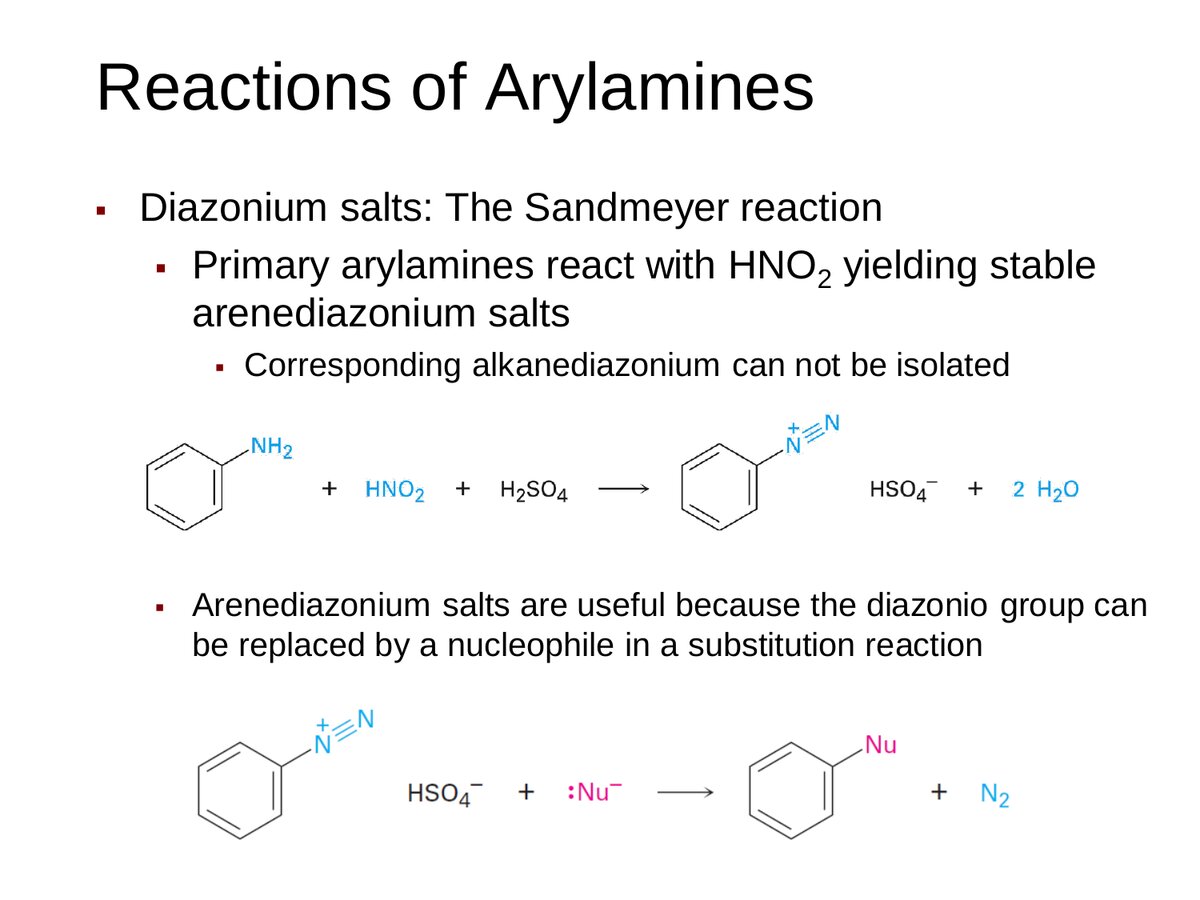 Reactions of Arylamines
▪ Diazonium salts: The Sandmeyer reaction
▪ Primary arylamines react with HNO₂ yielding stable
arenediazonium salts
▪ Corresponding alkanediazonium can not be isolated
NH₂ + HNO₂ + H₂SO₄ ⟶ N⁺≡N HSO₄⁻ + 2 H₂O
▪ Arenediazonium salts are useful because the diazonio group can
be replaced by a nucleophile in a substitution reaction
N⁺≡N HSO₄⁻ + :Nu⁻ ⟶ Nu + N₂